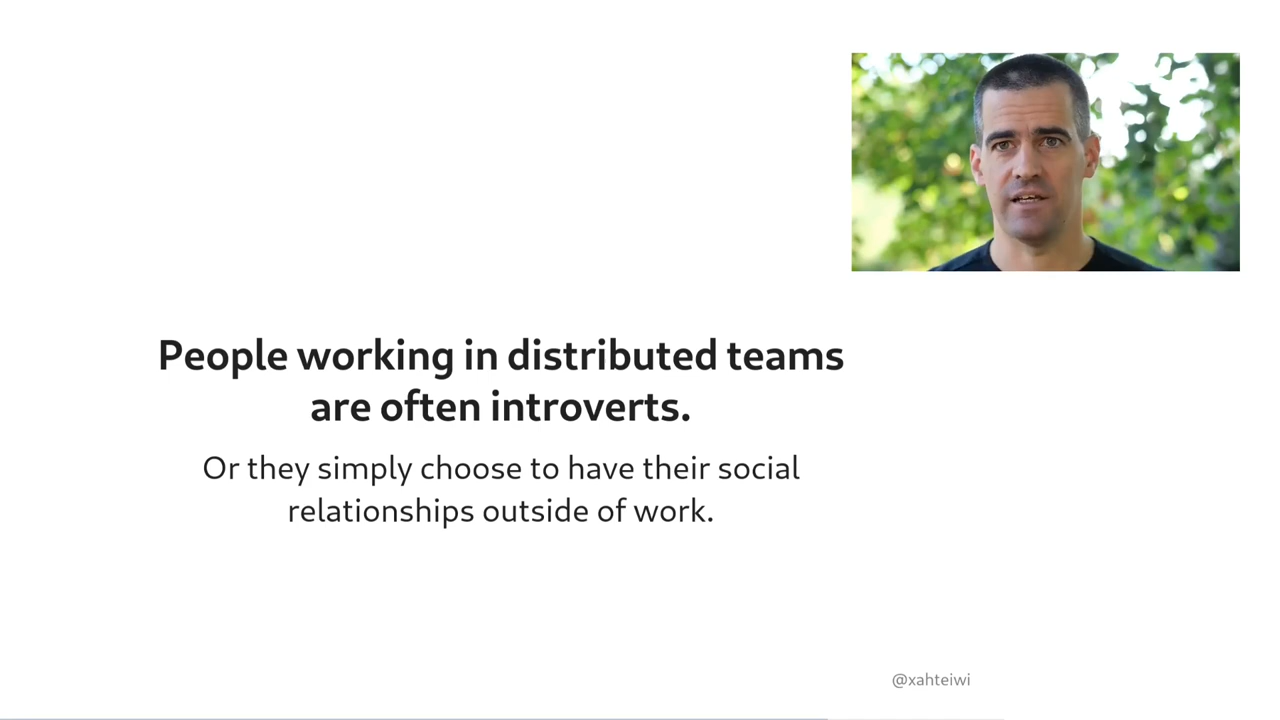 People working in distributed teams
are often introverts.
Or they simply choose to have their social
relationships outside of work.
@xahteiwi